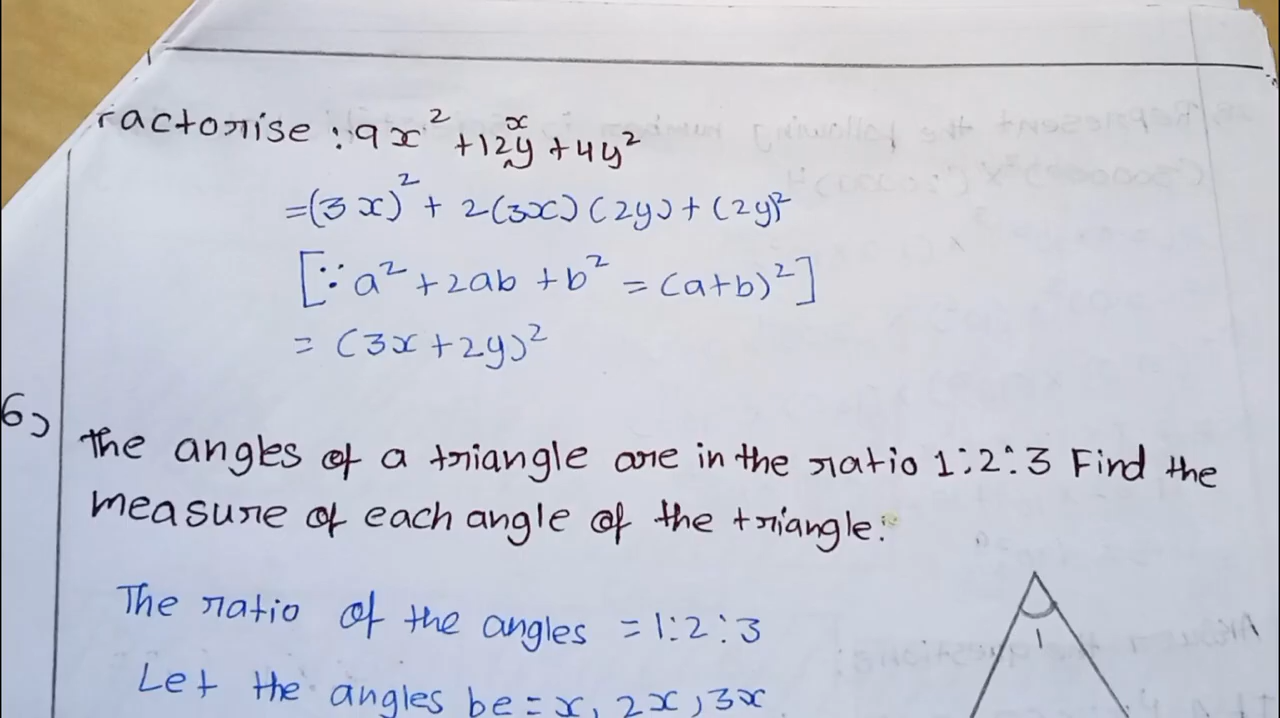 Factorise : 9x² + 12xy + 4y²
= (3x)² + 2(3x)(2y) + (2y)²
[∵ a² + 2ab + b² = (a+b)²]
= (3x + 2y)²
6) The angles of a triangle are in the ratio 1:2:3 Find the
measure of each angle of the triangle:
The ratio of the angles = 1:2:3
Let the angles be = x, 2x, 3x
1